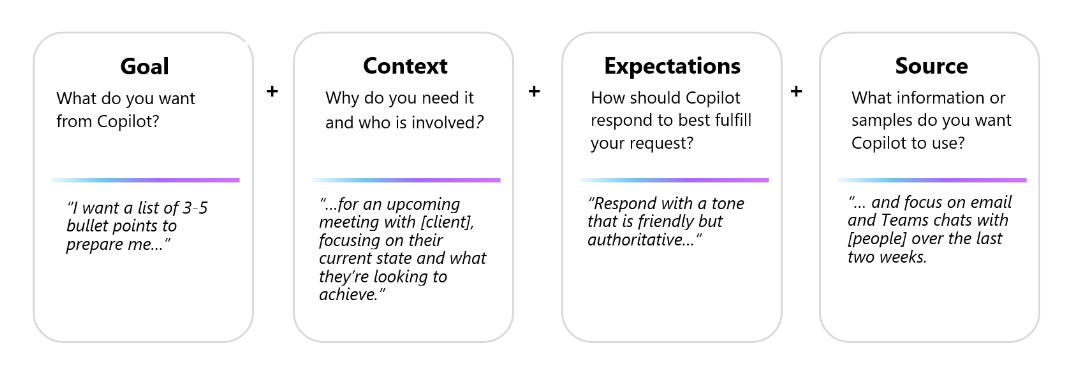 Goal
What do you want
from Copilot?
“I want a list of 3-5
bullet points to
prepare me...”
+
Context
Why do you need it
and who is involved?
“...for an upcoming
meeting with [client],
focusing on their
current state and what
they’re looking to
achieve.”
+
Expectations
How should Copilot
respond to best fulfill
your request?
“Respond with a tone
that is friendly but
authoritative...“
+
Source
What information or
samples do you want
Copilot to use?
“... and focus on email
and Teams chats with
[people] over the last
two weeks.